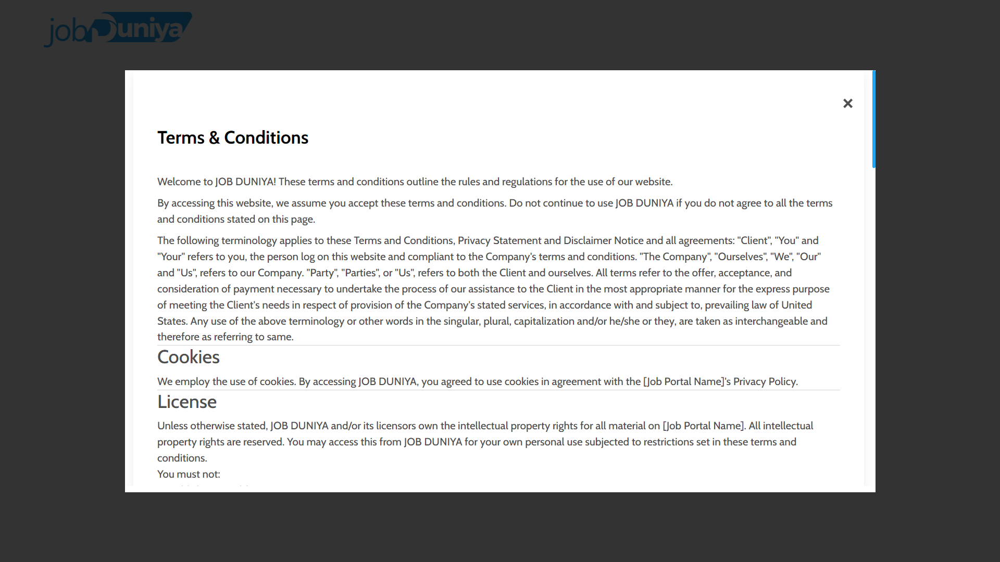 jobDuniya
×
Terms & Conditions
Welcome to JOB DUNIYA! These terms and conditions outline the rules and regulations for the use of our website.
By accessing this website, we assume you accept these terms and conditions. Do not continue to use JOB DUNIYA if you do not agree to all the terms
and conditions stated on this page.
The following terminology applies to these Terms and Conditions, Privacy Statement and Disclaimer Notice and all agreements: "Client", "You" and
"Your" refers to you, the person log on this website and compliant to the Company's terms and conditions. "The Company", "Ourselves", "We", "Our"
and "Us", refers to our Company. "Party", "Parties", or "Us", refers to both the Client and ourselves. All terms refer to the offer, acceptance, and
consideration of payment necessary to undertake the process of our assistance to the Client in the most appropriate manner for the express purpose
of meeting the Client's needs in respect of provision of the Company's stated services, in accordance with and subject to, prevailing law of United
States. Any use of the above terminology or other words in the singular, plural, capitalization and/or he/she or they, are taken as interchangeable and
therefore as referring to same.
Cookies
We employ the use of cookies. By accessing JOB DUNIYA, you agreed to use cookies in agreement with the [Job Portal Name]'s Privacy Policy.
License
Unless otherwise stated, JOB DUNIYA and/or its licensors own the intellectual property rights for all material on [Job Portal Name]. All intellectual
property rights are reserved. You may access this from JOB DUNIYA for your own personal use subjected to restrictions set in these terms and
conditions.
You must not: